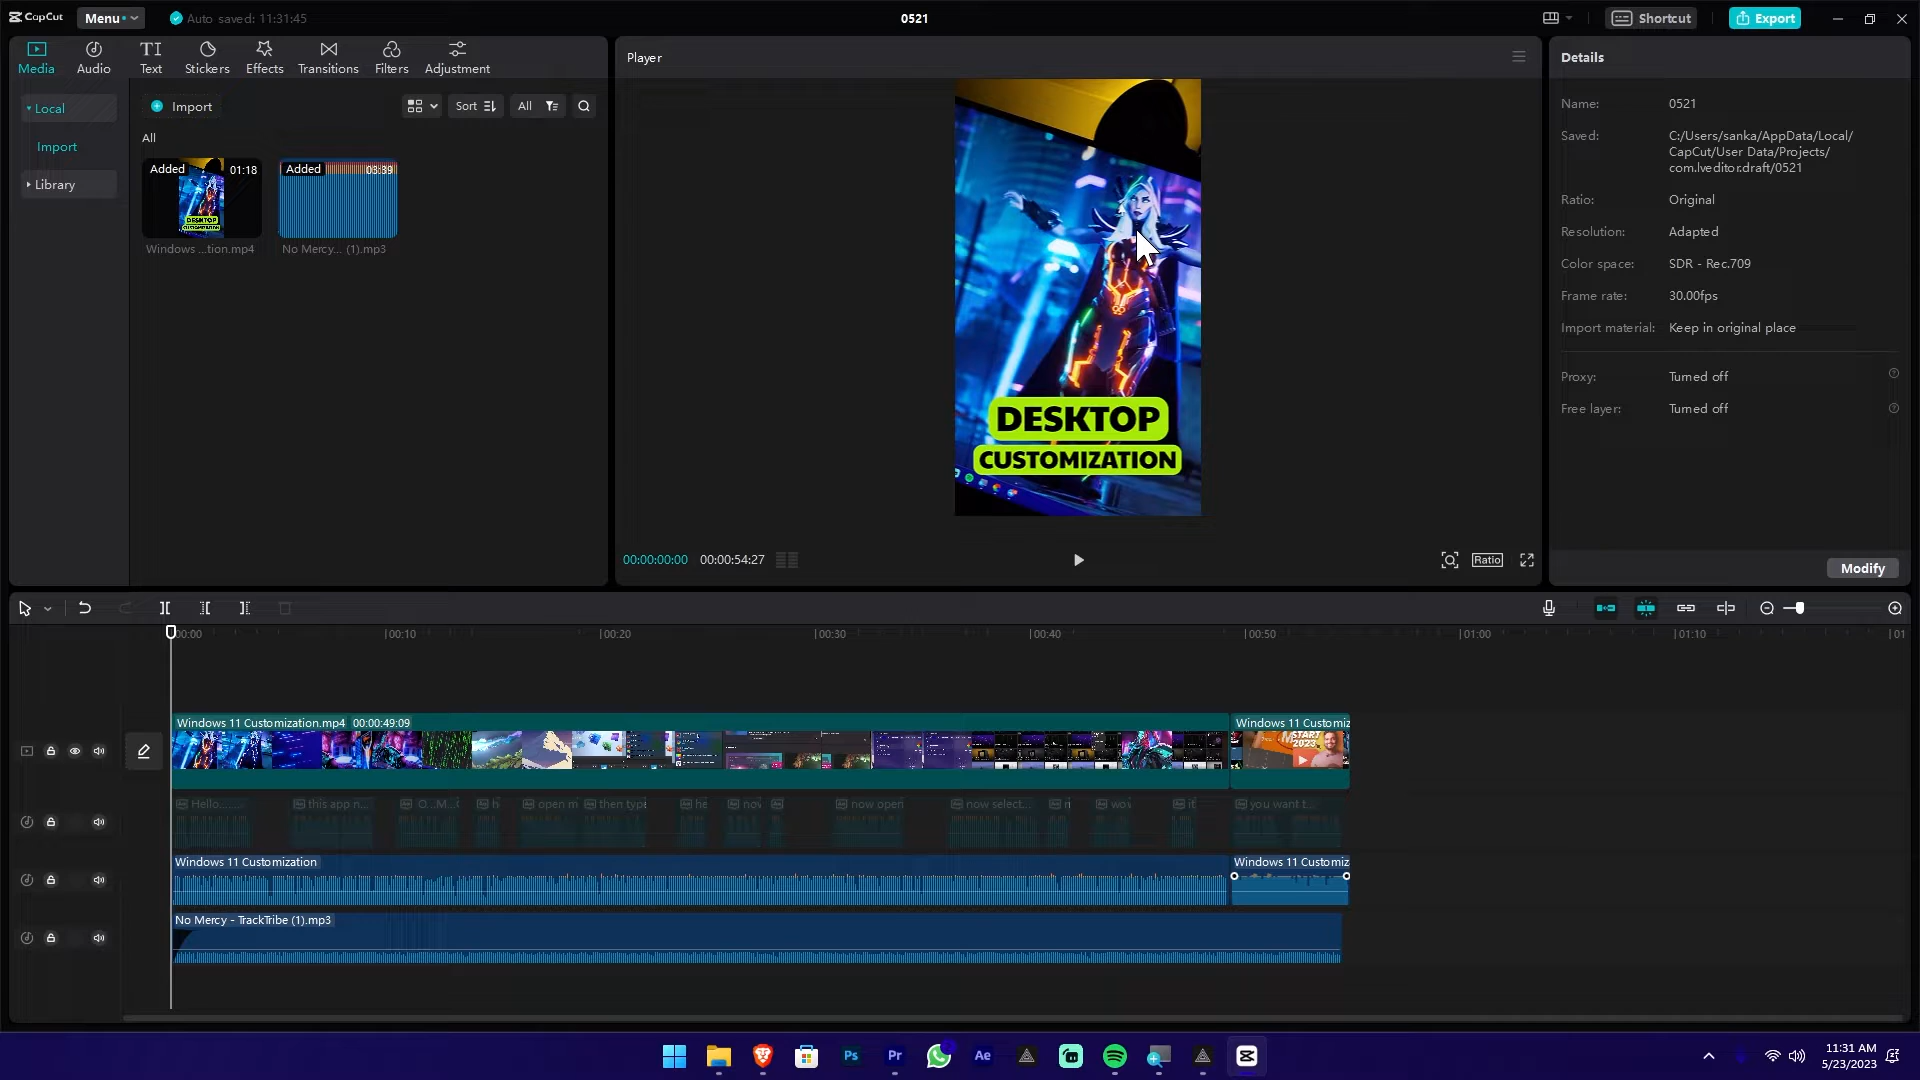 CapCut
Menu
Auto saved: 11:31:45
0521
Shortcut
Export
Media
Audio
Text
Stickers
Effects
Transitions
Filters
Adjustment
Local
Import
Library
Import
Sort
All
All
Added
01:18
Added
03:39
Windows ...tion.mp4
No Mercy... (1).mp3
Player
DESKTOP
CUSTOMIZATION
00:00:00:00
00:00:54:27
Ratio
Details
Name:
0521
Saved:
C:/Users/sanka/AppData/Local/
CapCut/User Data/Projects/
com.lveditor.draft/0521
Ratio:
Original
Resolution:
Adapted
Color space:
SDR - Rec.709
Frame rate:
30.00fps
Import material:
Keep in original place
Proxy:
Turned off
Free layer:
Turned off
Modify
00:00
00:10
00:20
00:30
00:40
00:50
01:00
01:10
01
Windows 11 Customization.mp4
00:00:49:09
Windows 11 Customiz
START
2023
Hello......
this app n...
O...M...
open m
then type
now open
now select...
you want t...
Windows 11 Customization
Windows 11 Customiz
No Mercy - TrackTribe (1).mp3
Ps
Pr
Ae
11:31 AM
5/23/2023